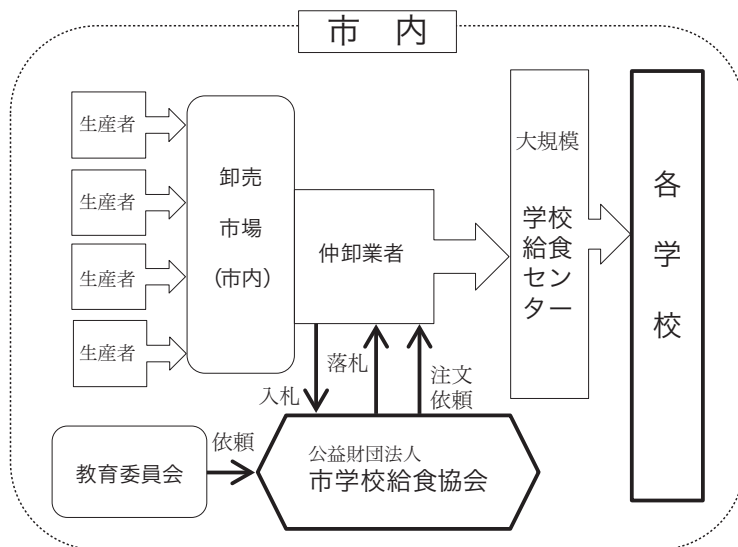 市　内
生産者
生産者
生産者
生産者
卸売
市場
(市内)
仲卸業者
大規模
学校
給食
センター
各学校
入札
落札
注文
依頼
教育委員会
依頼
公益財団法人
市学校給食協会